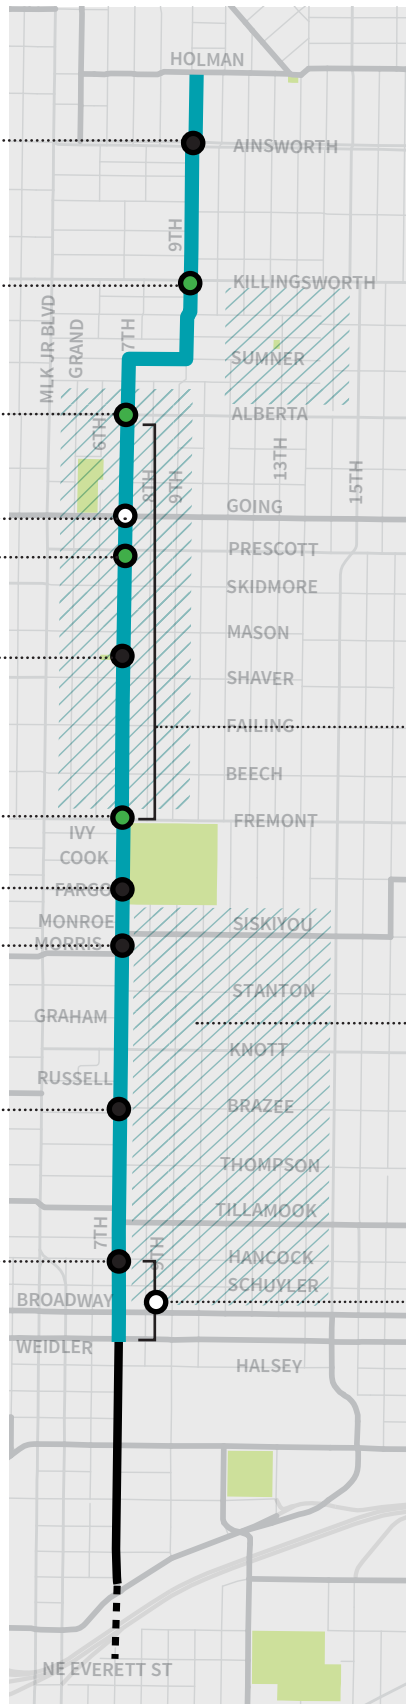 HOLMAN
AINSWORTH
9TH
KILLINGSWORTH
MLK JR BLVD
GRAND
7TH
SUMNER
ALBERTA
6TH
13TH
8TH
9TH
15TH
GOING
PRESCOTT
SKIDMORE
MASON
SHAVER
FAILING
BEECH
FREMONT
IVY
COOK
FARGO
MONROE
SISKIYOU
MORRIS
STANTON
GRAHAM
KNOTT
RUSSELL
BRAZEE
THOMPSON
TILLAMOOK
7TH
9TH
HANCOCK
SCHUYLER
BROADWAY
WEIDLER
HALSEY
NE EVERETT ST